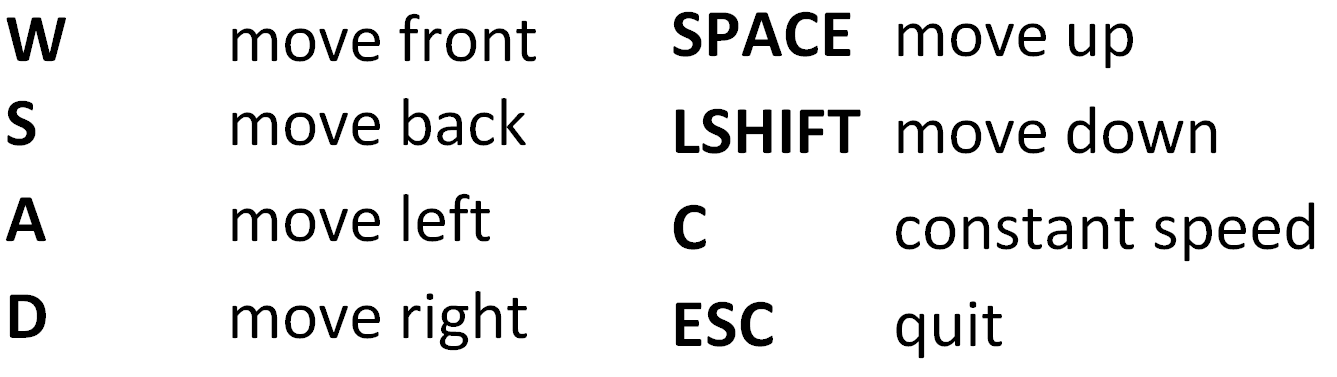 W move front
S move back
A move left
D move right
SPACE move up
LSHIFT move down
C constant speed
ESC quit